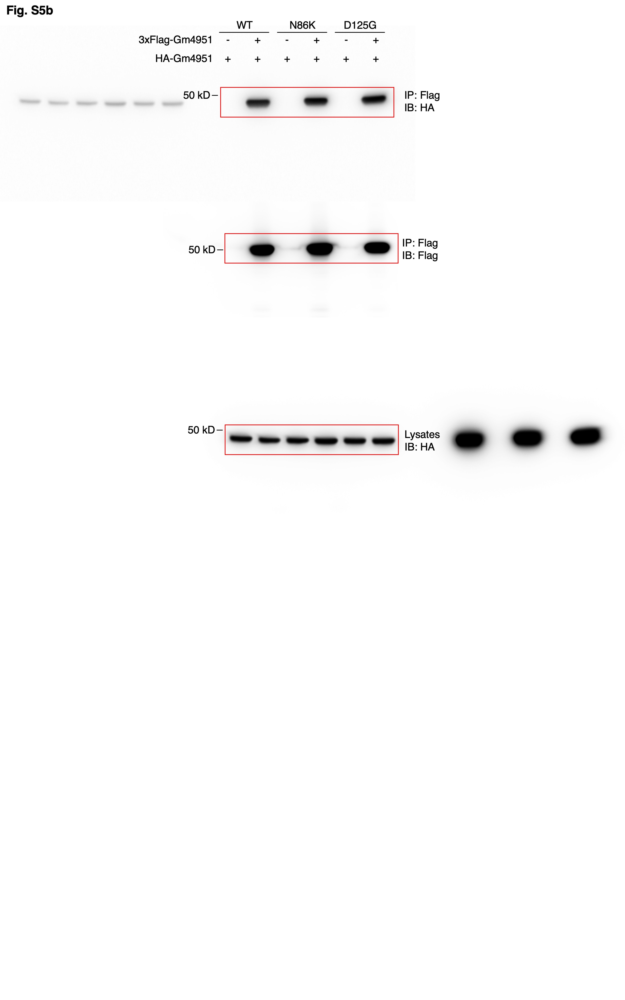 Fig. S5b
WT N86K D125G
3xFlag-Gm4951 - + - + - +
HA-Gm4951 + + + + + +
50 kD
IP: Flag
IB: HA
50 kD
IP: Flag
IB: Flag
50 kD
Lysates
IB: HA